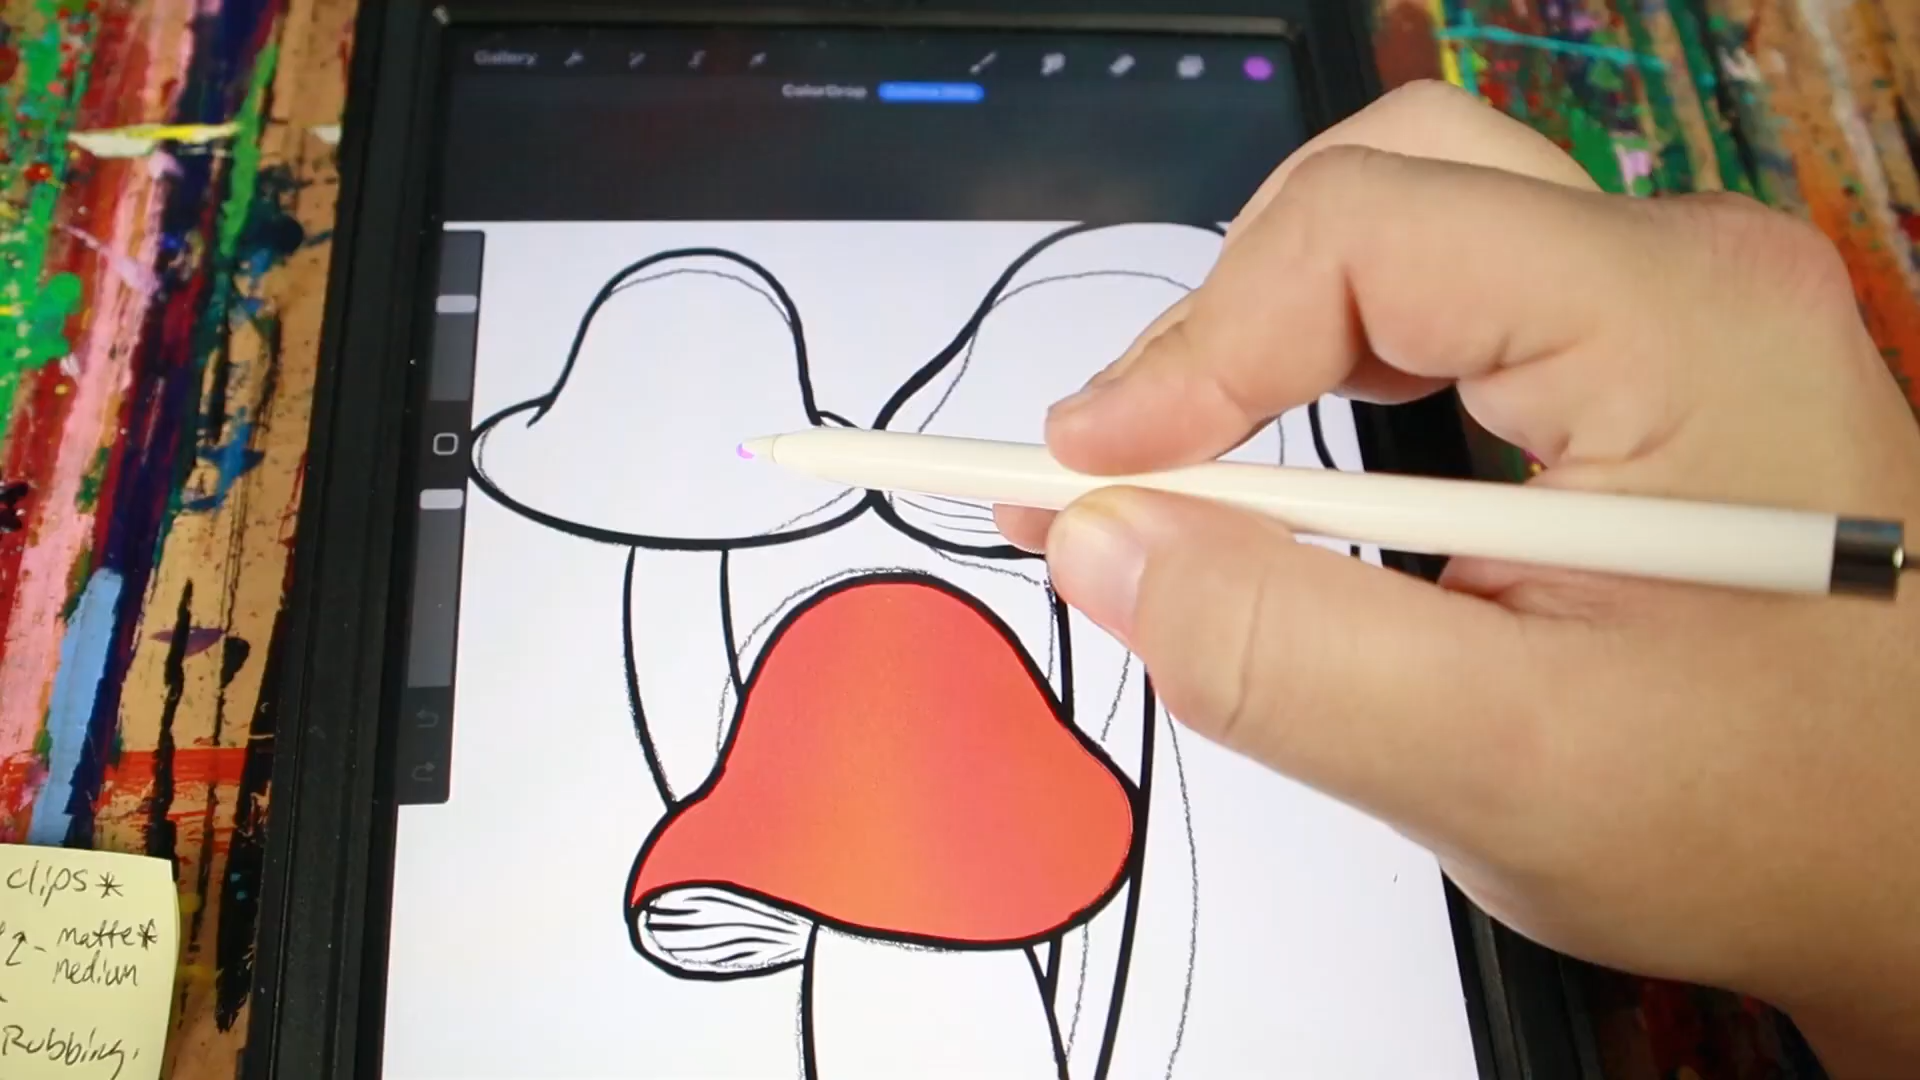 Gallery
ColorDrop
clips*
2 - matte*
medium
Rubbing.